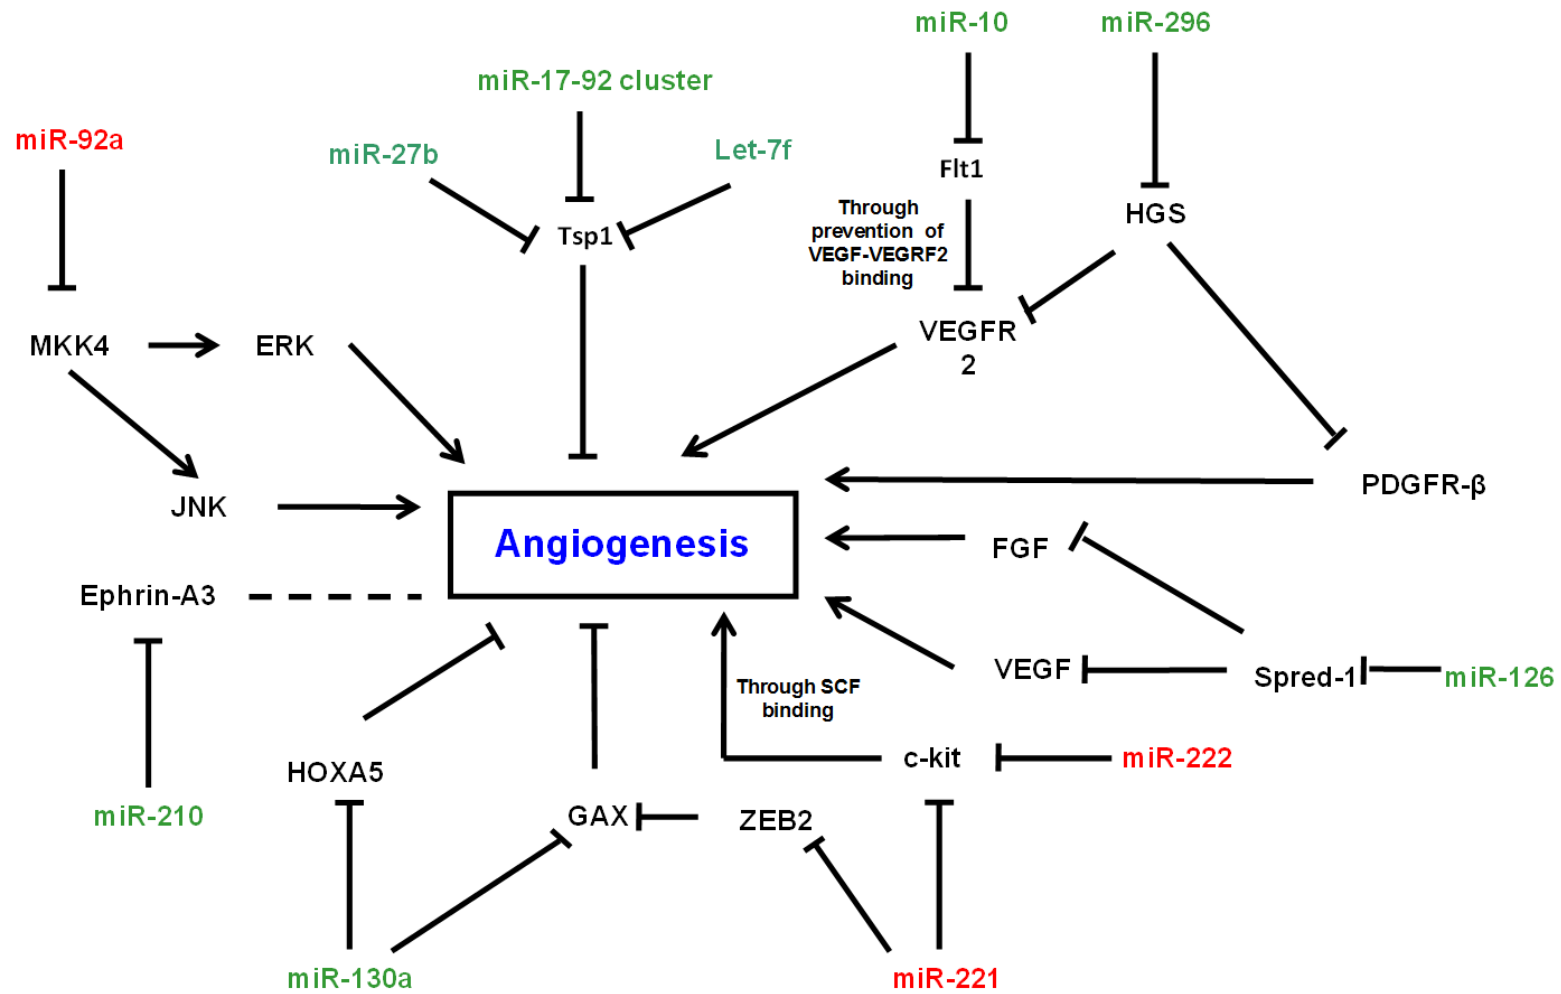 miR-10
miR-296
miR-17-92 cluster
miR-92a
miR-27b
Let-7f
Flt1
Through
prevention of
VEGF-VEGRF2
binding
HGS
Tsp1
VEGFR
2
MKK4
ERK
JNK
PDGFR-β
Angiogenesis
FGF
Ephrin-A3
VEGF
Spred-1
miR-126
Through SCF
binding
HOXA5
c-kit
miR-222
miR-210
GAX
ZEB2
miR-130a
miR-221